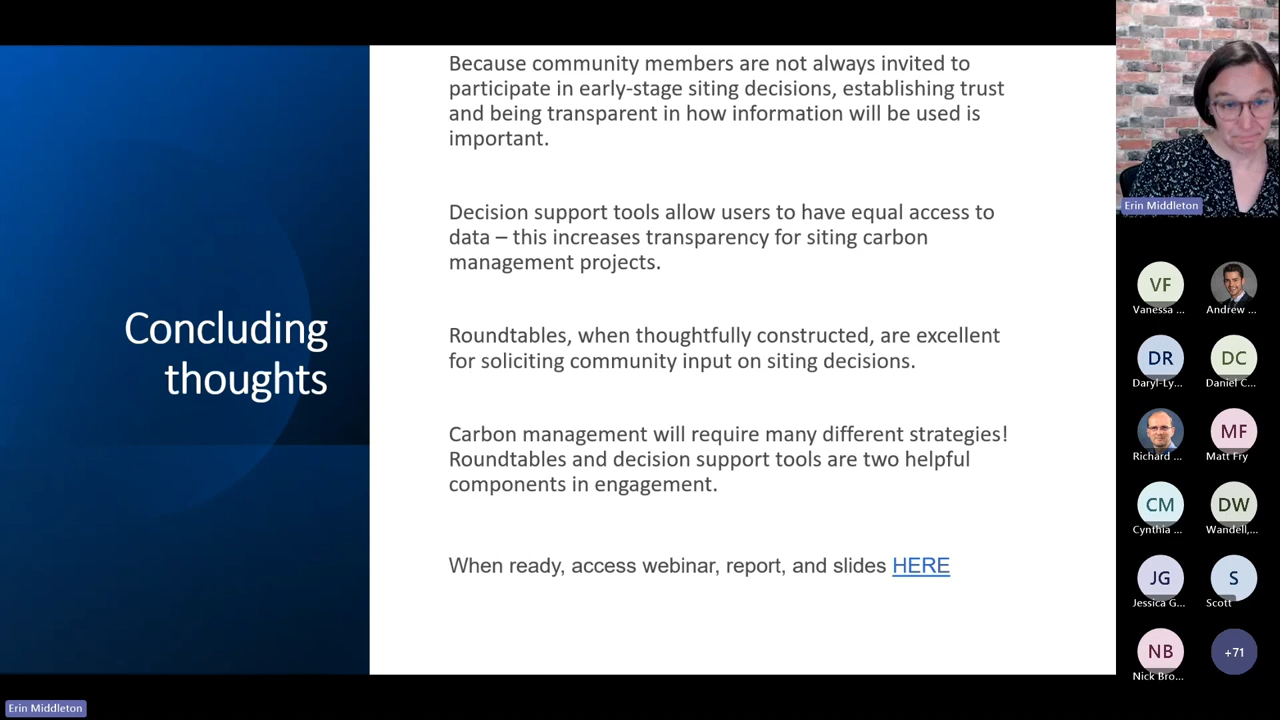 Because community members are not always invited to
participate in early-stage siting decisions, establishing trust
and being transparent in how information will be used is
important.
Decision support tools allow users to have equal access to
data – this increases transparency for siting carbon
management projects.
Concluding
thoughts
Roundtables, when thoughtfully constructed, are excellent
for soliciting community input on siting decisions.
Carbon management will require many different strategies!
Roundtables and decision support tools are two helpful
components in engagement.
When ready, access webinar, report, and slides HERE
Erin Middleton
VF
Vanessa ...
Andrew ...
DR
DC
Daryl-Ly...
Daniel C...
MF
Richard ...
Matt Fry
CM
DW
Cynthia ...
Wandell,...
JG
S
Jessica G...
Scott
NB
+71
Nick Bro...
Erin Middleton